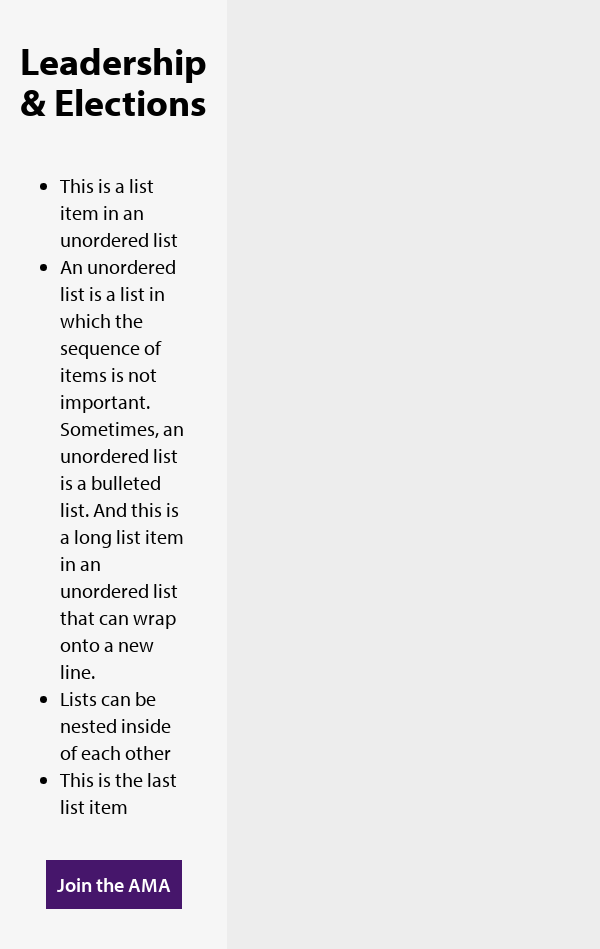 Leadership
& Elections
This is a list
item in an
unordered list
An unordered
list is a list in
which the
sequence of
items is not
important.
Sometimes, an
unordered list
is a bulleted
list. And this is
a long list item
in an
unordered list
that can wrap
onto a new
line.
Lists can be
nested inside
of each other
This is the last
list item
Join the AMA